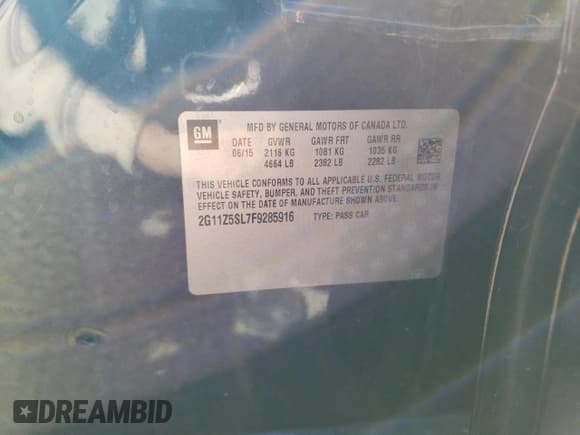 GM
MFD BY GENERAL MOTORS OF CANADA LTD.
DATE GVWR GAWR FRT GAWR RR
06/15 2116 KG 1081 KG 1035 KG
4664 LB 2382 LB 2282 LB
THIS VEHICLE CONFORMS TO ALL APPLICABLE U.S. FEDERAL MOTOR
VEHICLE SAFETY, BUMPER, AND THEFT PREVENTION STANDARDS IN
EFFECT ON THE DATE OF MANUFACTURE SHOWN ABOVE.
2G11Z5SL7F9285916 TYPE: PASS CAR
DREAMBID